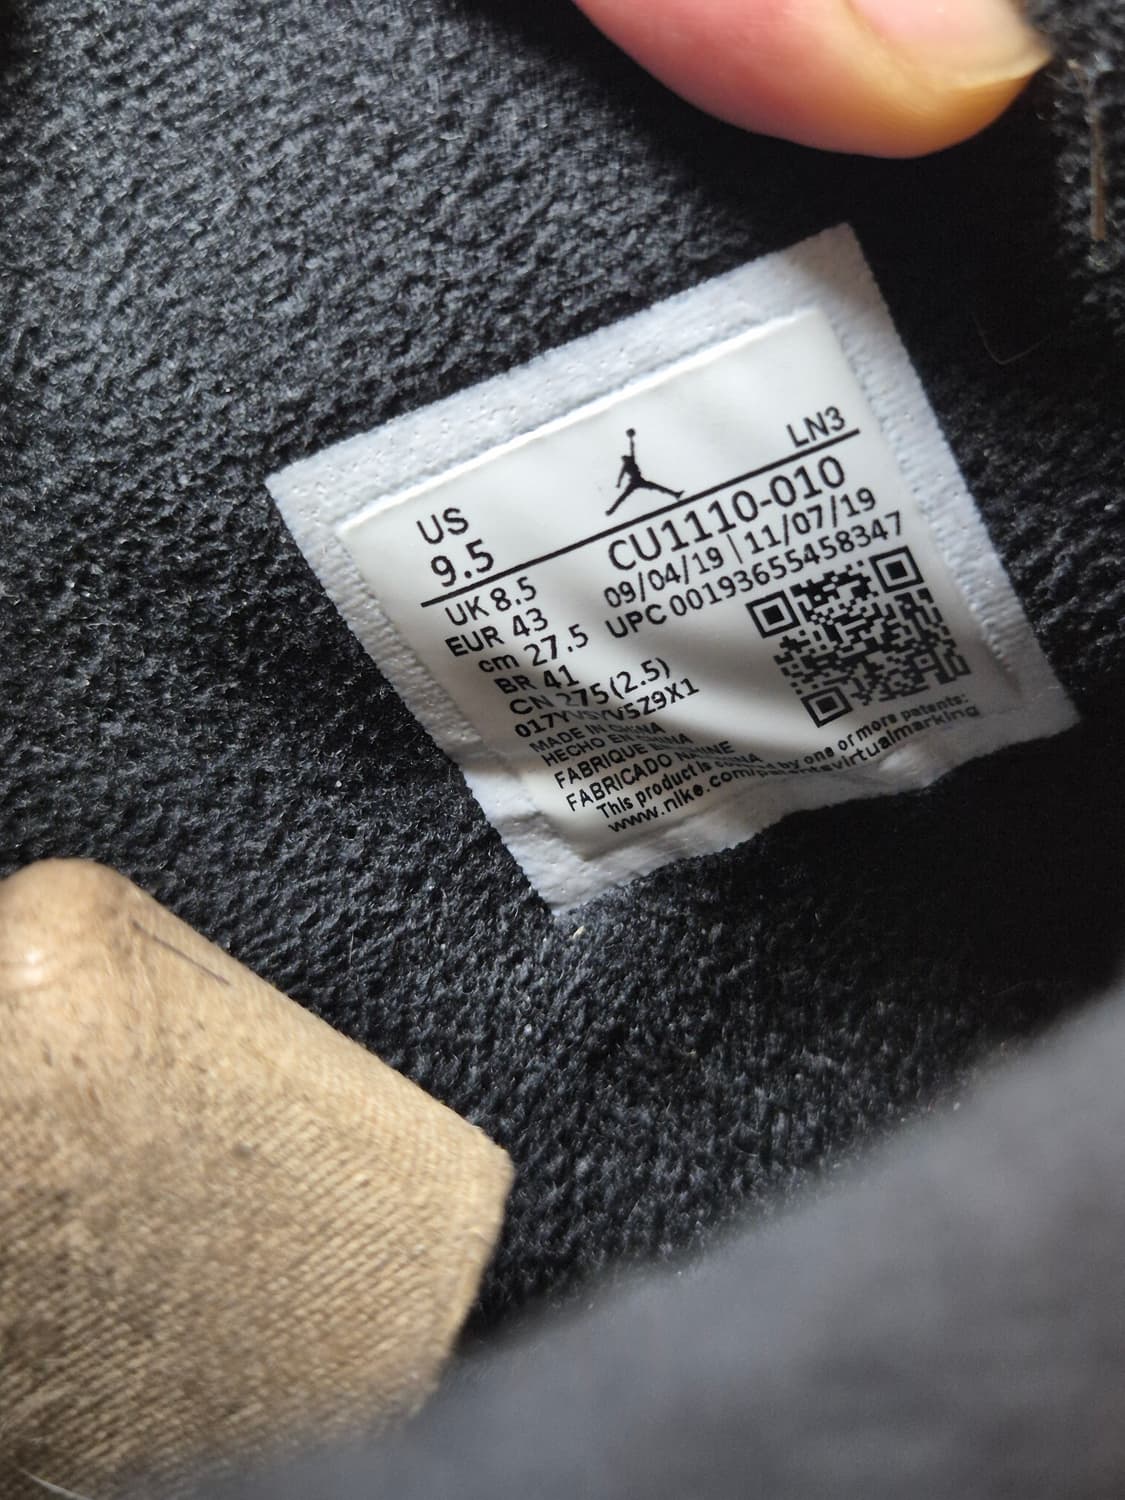 US
9.5
LN3
CU1110-010
09/04/19 | 11/07/19
UPC 00193655458347
UK 8.5
EUR 43
cm 27.5
BR 41
CN 275(2.5)
MADE IN CHINA
HECHO EN CHINA
FABRIQUE EN
FABRICADO NA CHINE
This product is by one or more patents:
www.nike.com/patentsvirtualmarking